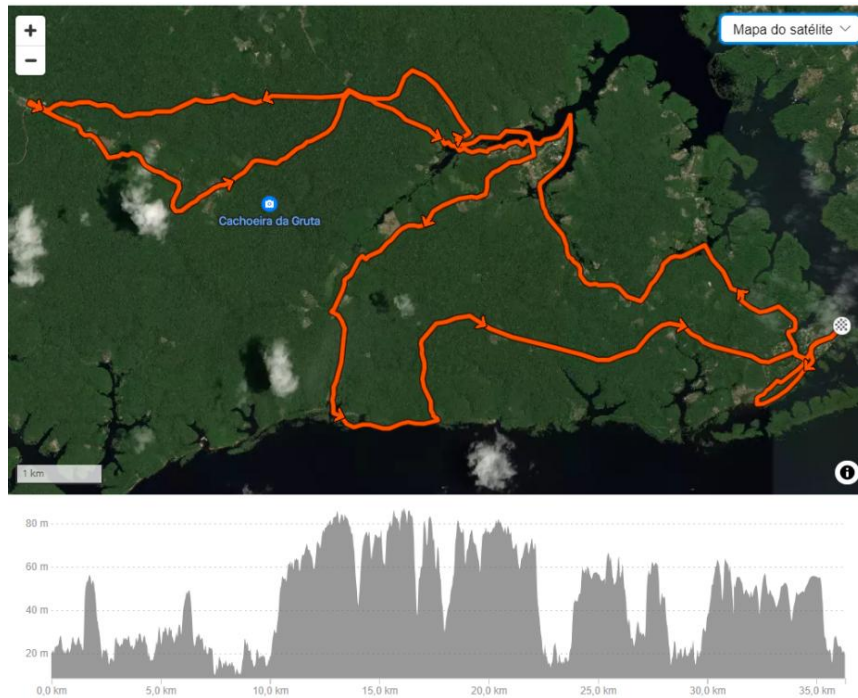 +
Mapa do satélite
−
Cachoeira da Gruta
1 km
i
80 m
60 m
40 m
20 m
0,0 km 5,0 km 10,0 km 15,0 km 20,0 km 25,0 km 30,0 km 35,0 km